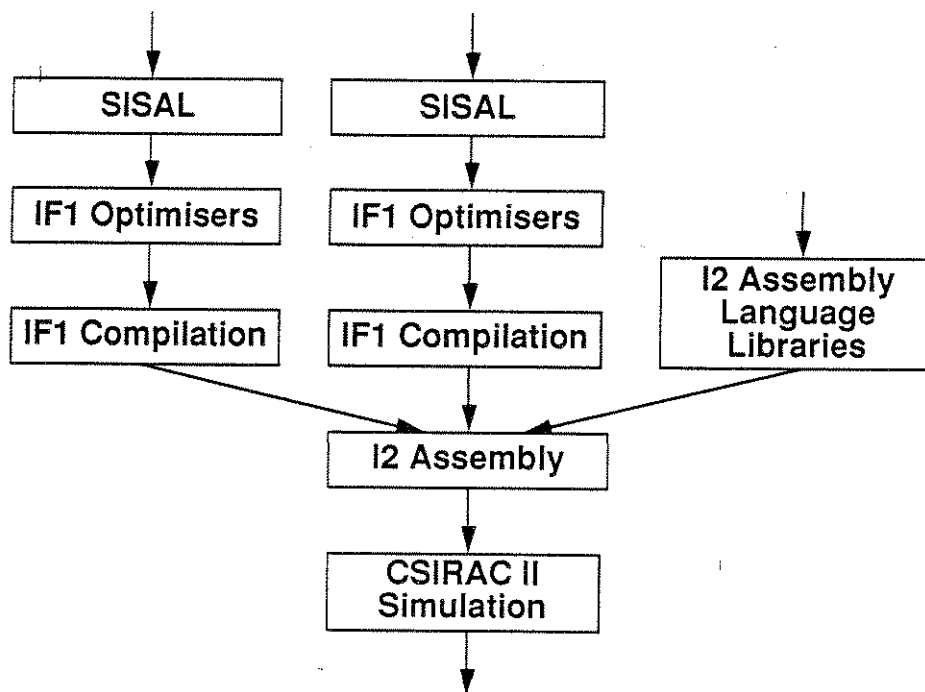 SISAL
SISAL
IF1 Optimisers
IF1 Optimisers
I2 Assembly
Language
Libraries
IF1 Compilation
IF1 Compilation
I2 Assembly
CSIRAC II
Simulation